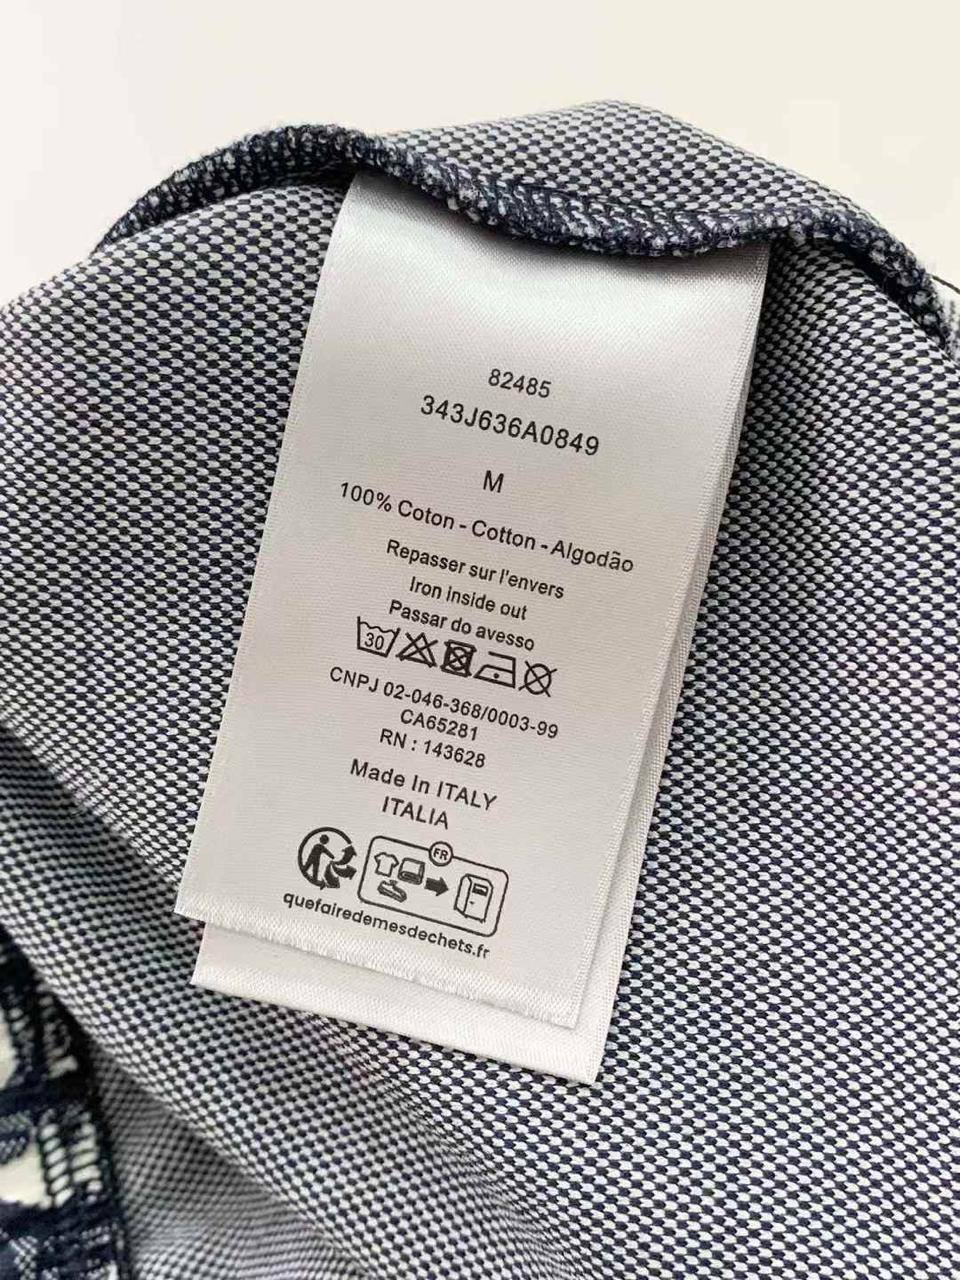 82485
343J636A0849
M
100% Coton - Cotton - Algodão
Repasser sur l'envers
Iron inside out
Passar do avesso
30
CNPJ 02-046-368/0003-99
CA65281
RN : 143628
Made In ITALY
ITALIA
FR
quefairedemesdechets.fr